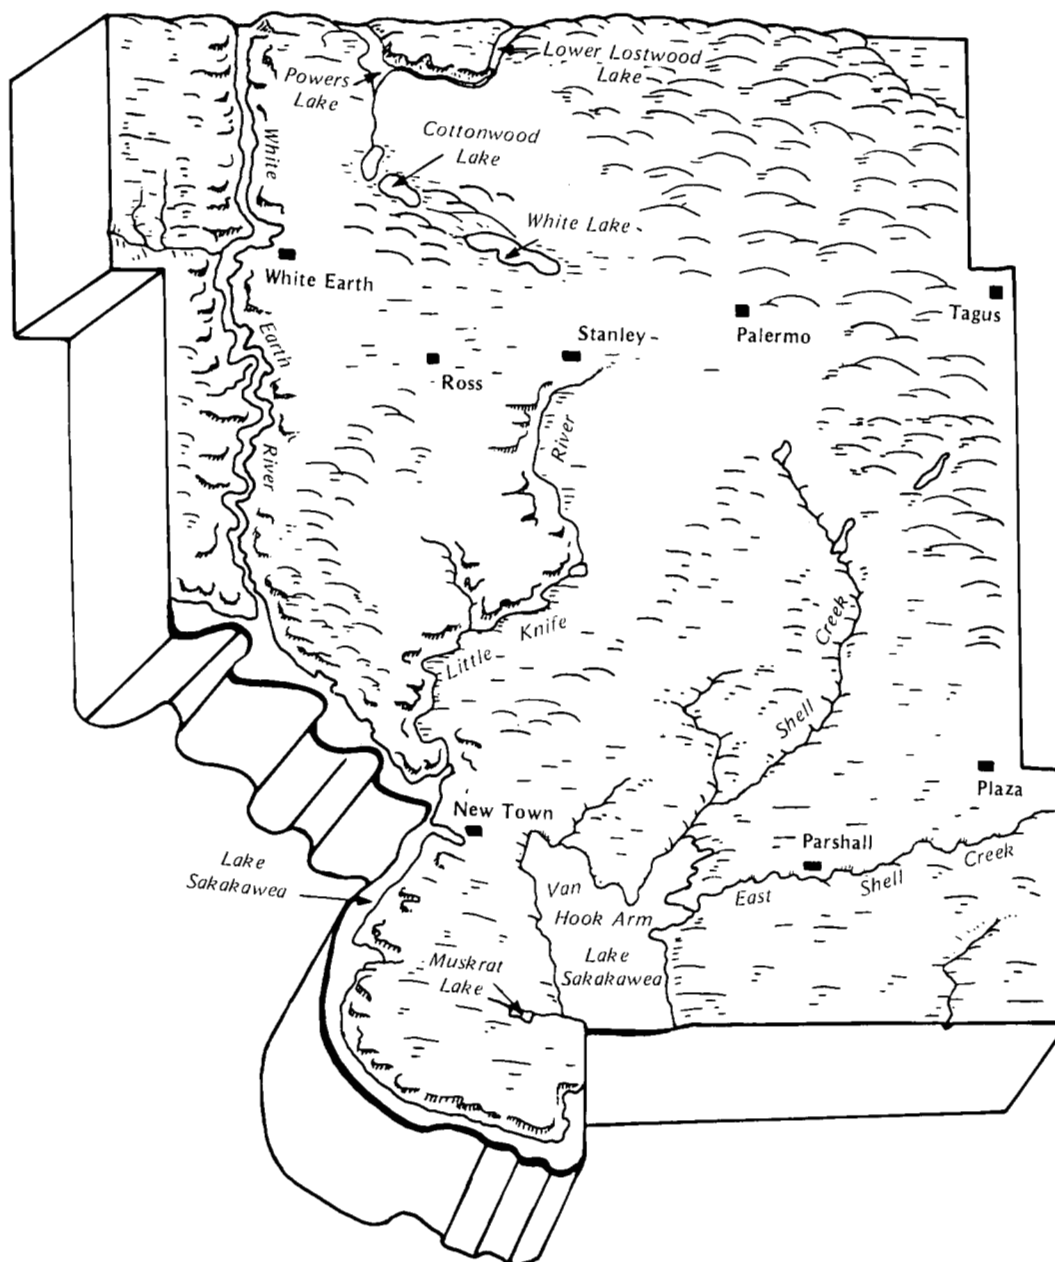 Lower Lostwood
Lake
Powers
Lake
Cottonwood
Lake
White
White Lake
White Earth
Earth
River
Tagus
Palermo
Stanley
Ross
River
Knife
Little
Creek
Shell
Plaza
New Town
Parshall
Creek
Shell
East
Lake
Sakakawea
Van
Hook Arm
Lake
Sakakawea
Muskrat
Lake